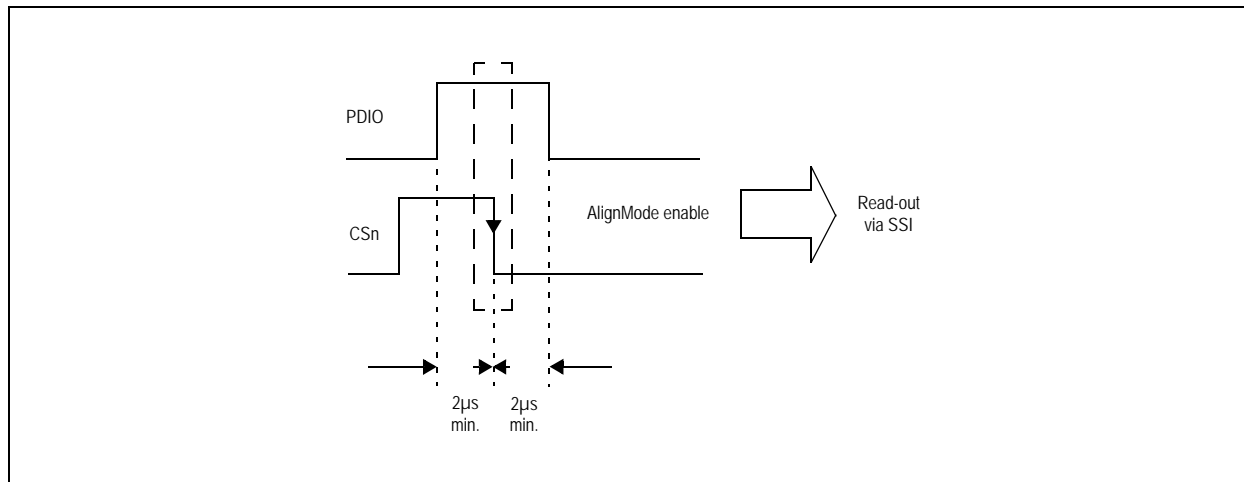 PDIO
CSn
AlignMode enable
Read-out
via SSI
2µs
min.
2µs
min.